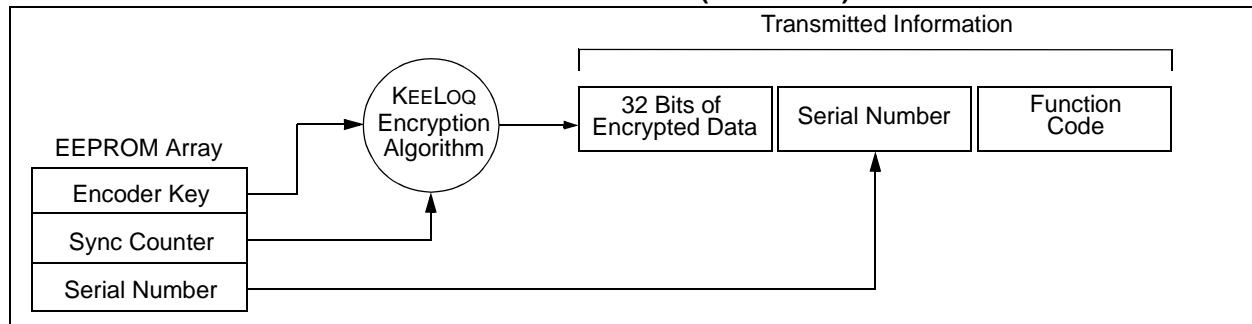 Transmitted Information
KEELOQ
Encryption
Algorithm
32 Bits of
Encrypted Data
Serial Number
Function
Code
EEPROM Array
Encoder Key
Sync Counter
Serial Number